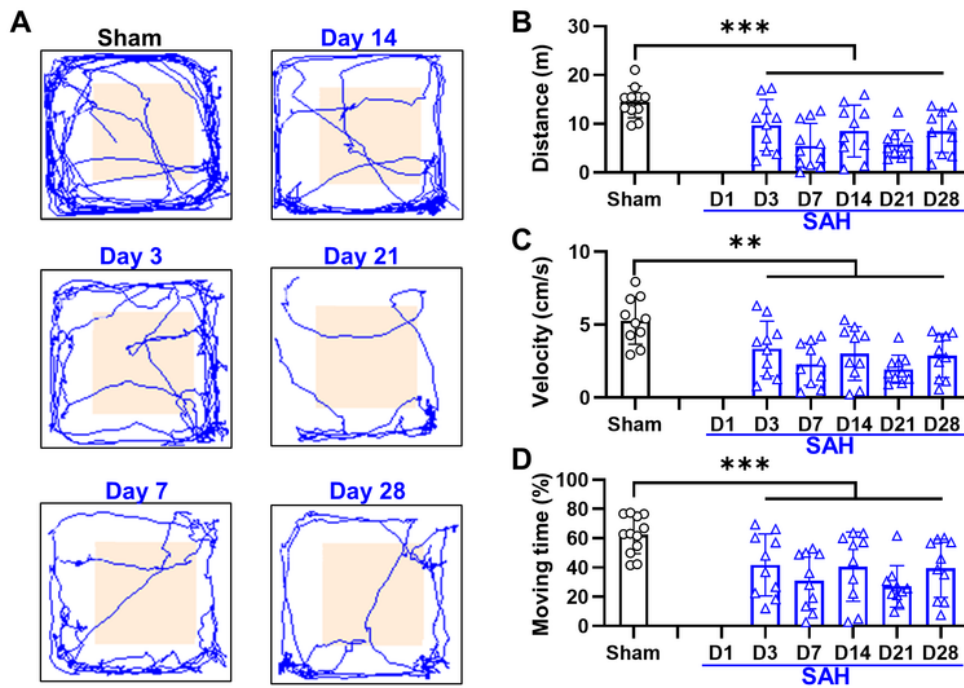 A
Sham
Day 14
Day 3
Day 21
Day 7
Day 28
B
Distance (m)
30
20
10
0
***
Sham
D1 D3 D7 D14 D21 D28
SAH
C
Velocity (cm/s)
10
5
0
**
Sham
D1 D3 D7 D14 D21 D28
SAH
D
Moving time (%)
100
80
60
40
20
0
***
Sham
D1 D3 D7 D14 D21 D28
SAH